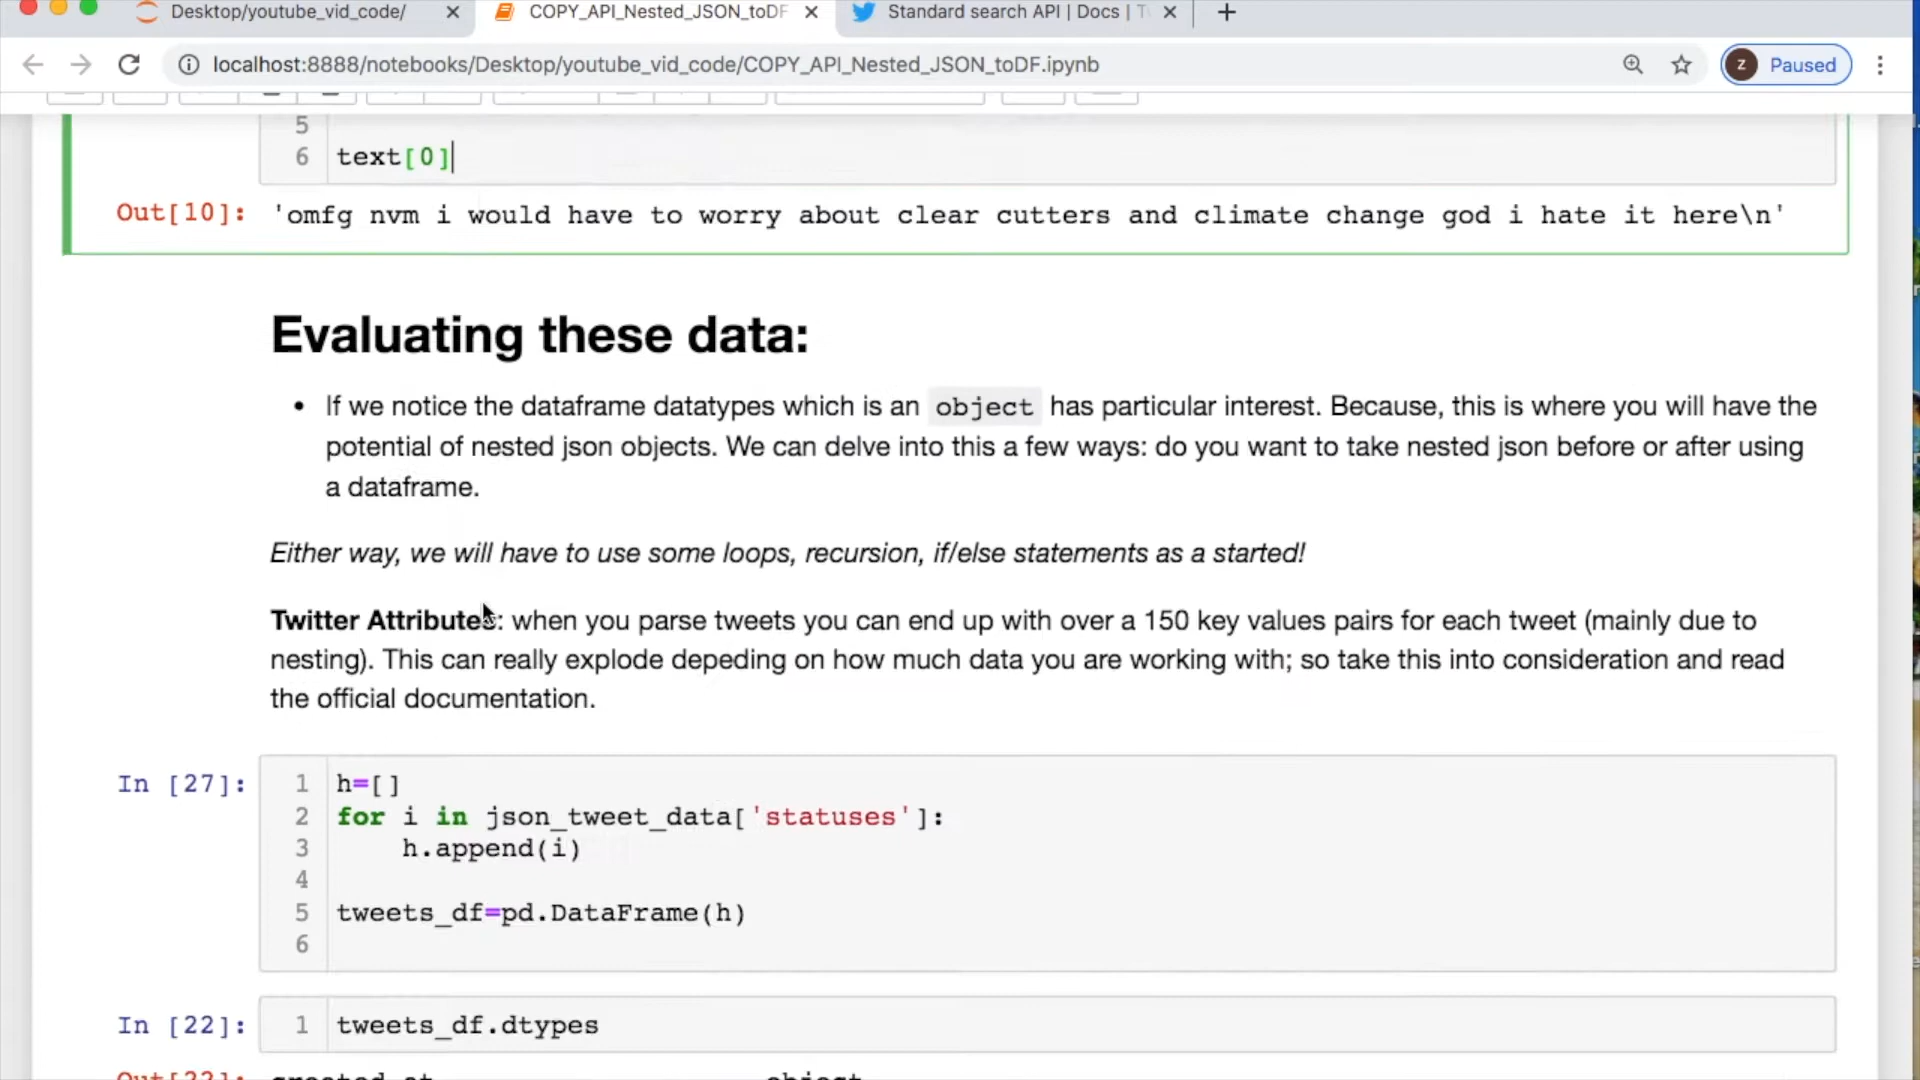 Desktop/youtube_vid_code/
COPY_API_Nested_JSON_toDF
Standard search API | Docs | Tw
localhost:8888/notebooks/Desktop/youtube_vid_code/COPY_API_Nested_JSON_toDF.ipynb
z Paused
5
6 text[0]
Out[10]: 'omfg nvm i would have to worry about clear cutters and climate change god i hate it here\n'
Evaluating these data:
• If we notice the dataframe datatypes which is an object has particular interest. Because, this is where you will have the
potential of nested json objects. We can delve into this a few ways: do you want to take nested json before or after using
a dataframe.
Either way, we will have to use some loops, recursion, if/else statements as a started!
Twitter Attributes: when you parse tweets you can end up with over a 150 key values pairs for each tweet (mainly due to
nesting). This can really explode depeding on how much data you are working with; so take this into consideration and read
the official documentation.
In [27]: 1 h=[]
2 for i in json_tweet_data['statuses']:
3 h.append(i)
4
5 tweets_df=pd.DataFrame(h)
6
In [22]: 1 tweets_df.dtypes
Out[22]: created_at object